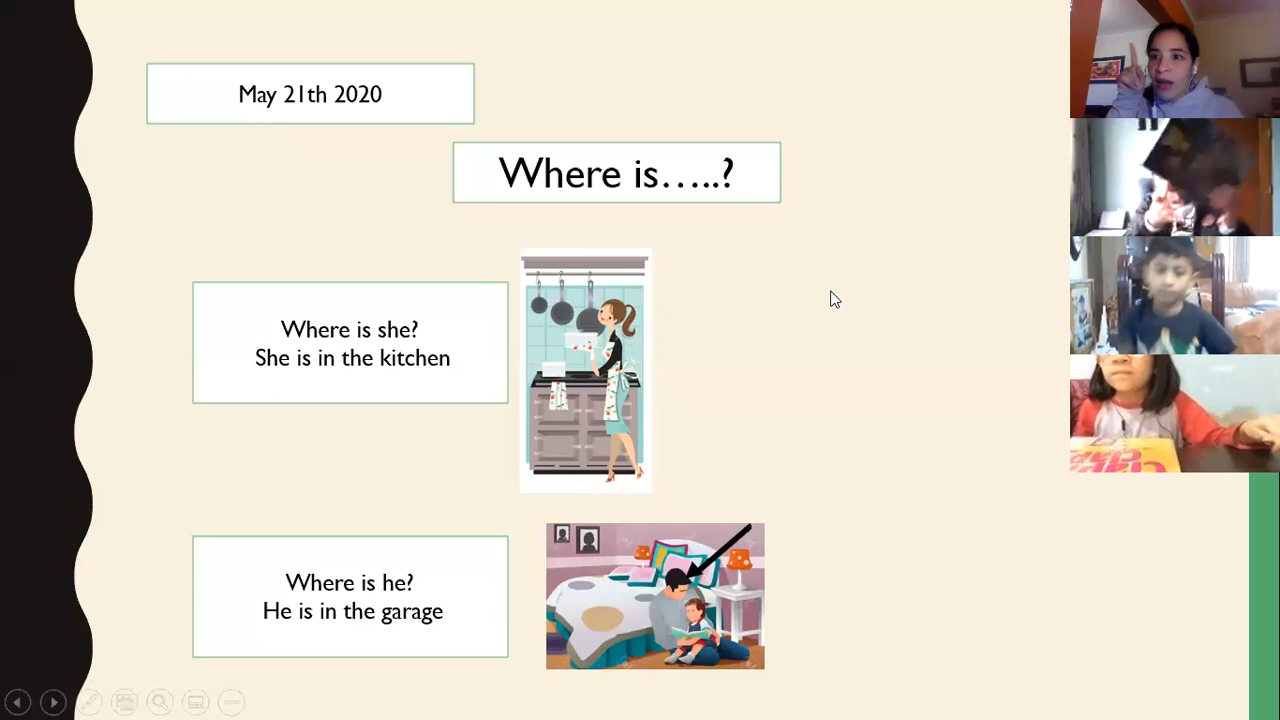 May 21th 2020
Where is…..?
Where is she?
She is in the kitchen
Where is he?
He is in the garage